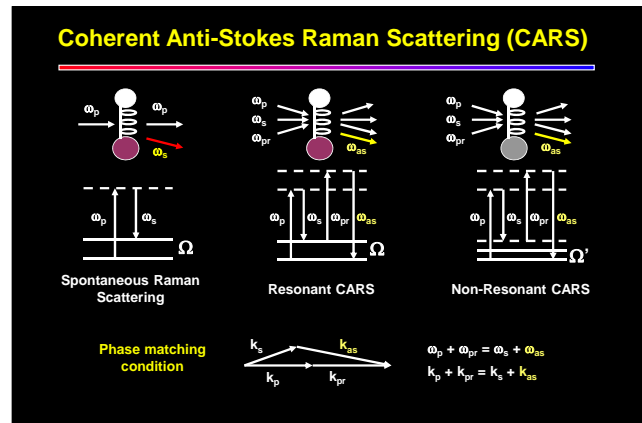 Coherent Anti-Stokes Raman Scattering (CARS)
ωp ωp
ωs
ωp
ωs
ωpr
ωas
ωp
ωs
ωpr
ωas
ωp ωs Ω
ωp ωs ωpr ωas Ω
ωp ωs ωpr ωas Ω'
Spontaneous Raman
Scattering
Resonant CARS
Non-Resonant CARS
Phase matching
condition
ks kas
kp kpr
ωp + ωpr = ωs + ωas
kp + kpr = ks + kas